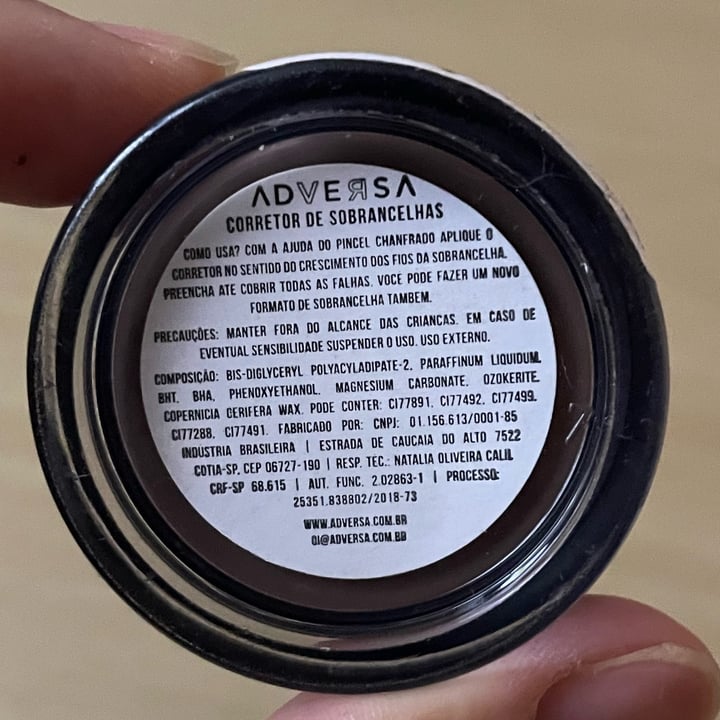 ADVERSA
CORRETOR DE SOBRANCELHAS
COMO USA? COM A AJUDA DO PINCEL CHANFRADO APLIQUE O
CORRETOR NO SENTIDO DO CRESCIMENTO DOS FIOS DA SOBRANCELHA.
PREENCHA ATE COBRIR TODAS AS FALHAS. VOCE PODE FAZER UM NOVO
FORMATO DE SOBRANCELHA TAMBEM.
PRECAUÇÕES: MANTER FORA DO ALCANCE DAS CRIANCAS. EM CASO DE
EVENTUAL SENSIBILIDADE SUSPENDER O USO. USO EXTERNO.
COMPOSIÇÃO: BIS-DIGLYCERYL POLYACYLADIPATE-2, PARAFFINUM LIQUIDUM,
BHT, BHA, PHENOXYETHANOL, MAGNESIUM CARBONATE, OZOKERITE,
COPERNICIA CERIFERA WAX. PODE CONTER: CI77891, CI77492, CI77499,
CI77288, CI77491. FABRICADO POR: CNPJ: 01.156.613/0001-85
INDUSTRIA BRASILEIRA | ESTRADA DE CAUCAIA DO ALTO 7522
COTIA-SP, CEP 06727-190 | RESP. TÉC.: NATALIA OLIVEIRA CALIL
CRF-SP 68.615 | AUT. FUNC. 2.02863-1 | PROCESSO:
25351.838802/2018-73
WWW.ADVERSA.COM.BR
OI@ADVERSA.COM.BR